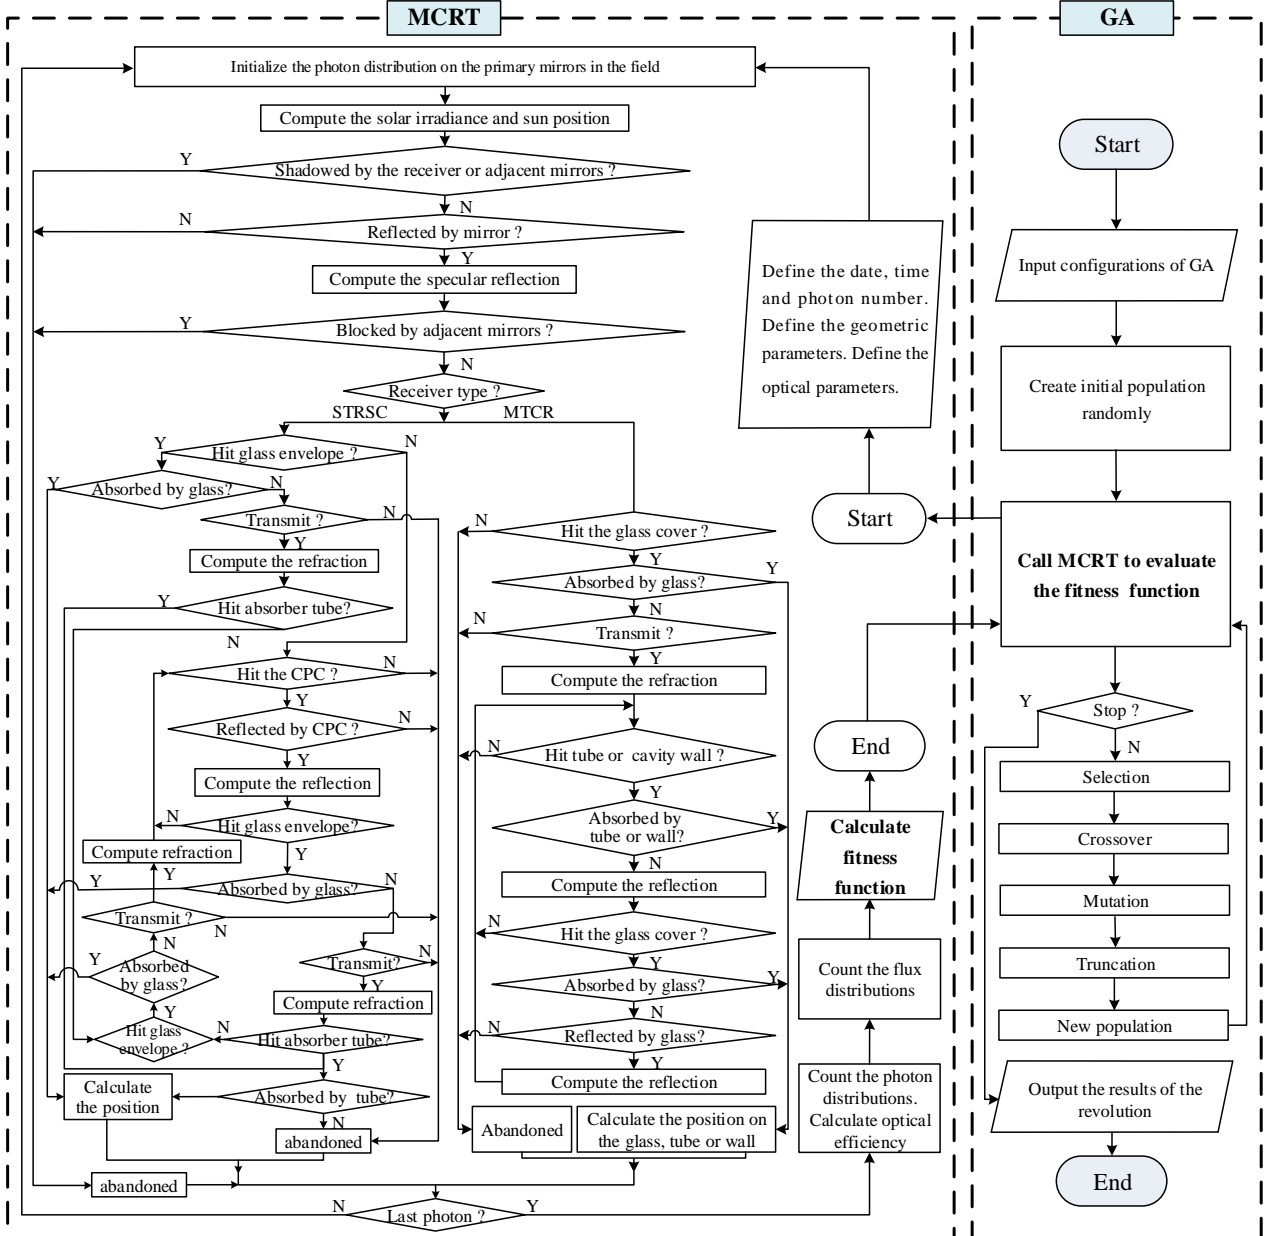 MCRT
GA
Initialize the photon distribution on the primary mirrors in the field
Compute the solar irradiance and sun position
Y
Shadowed by the receiver or adjacent mirrors ?
N
N
Reflected by mirror ?
Y
Compute the specular reflection
Y
Blocked by adjacent mirrors ?
N
Receiver type ?
STRSC
MTCR
Y
Hit glass envelope ?
N
Y
Absorbed by glass?
N
Transmit ?
N
Y
Compute the refraction
Y
Hit absorber tube?
N
Hit the CPC ?
N
Y
Reflected by CPC ?
N
Y
Compute the reflection
N
Hit glass envelope?
Y
Compute refraction
Y
Y
Absorbed by glass?
N
Transmit ?
N
N
Y
Absorbed
by glass?
Y
Hit glass
envelope ?
Transmit?
N
Y
Compute refraction
N
Hit absorber tube?
Y
Absorbed by tube?
N
Calculate
the position
abandoned
abandoned
N
Hit the glass cover ?
Y
Absorbed by glass?
Y
N
N
Transmit ?
Y
Compute the refraction
N
Hit tube or cavity wall ?
Y
Absorbed by
tube or wall?
Y
N
Compute the reflection
N
Hit the glass cover ?
Y
Absorbed by glass?
Y
N
N
Reflected by glass?
Y
Compute the reflection
Abandoned
Calculate the position on
the glass, tube or wall
N
Last photon ?
Y
Define the date, time
and photon number.
Define the geometric
parameters. Define the
optical parameters.
Start
End
Calculate
fitness
function
Count the flux
distributions
Count the photon
distributions.
Calculate optical
efficiency
Start
Input configurations of GA
Create initial population
randomly
Call MCRT to evaluate
the fitness function
Y
Stop ?
N
Selection
Crossover
Mutation
Truncation
New population
Output the results of the
revolution
End